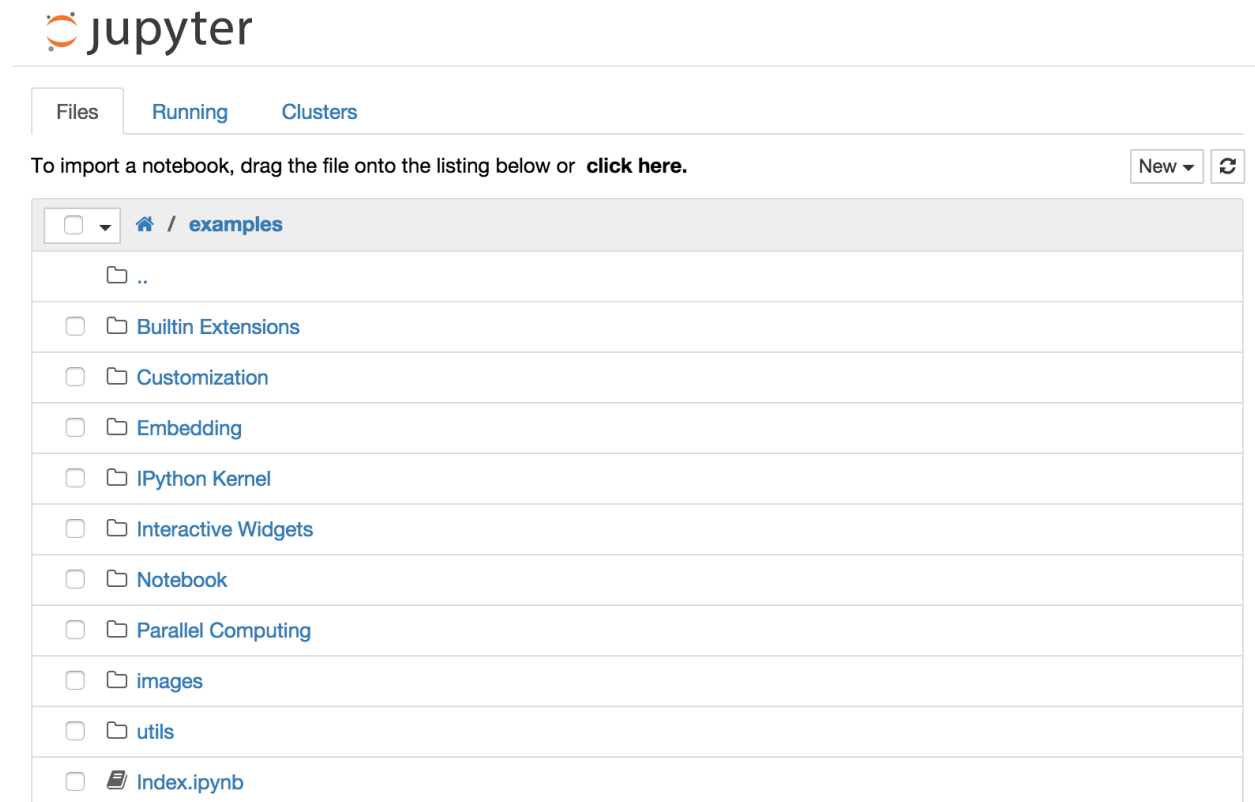 jupyter
Files Running Clusters
To import a notebook, drag the file onto the listing below or click here. New
/ examples
..
Builtin Extensions
Customization
Embedding
IPython Kernel
Interactive Widgets
Notebook
Parallel Computing
images
utils
Index.ipynb